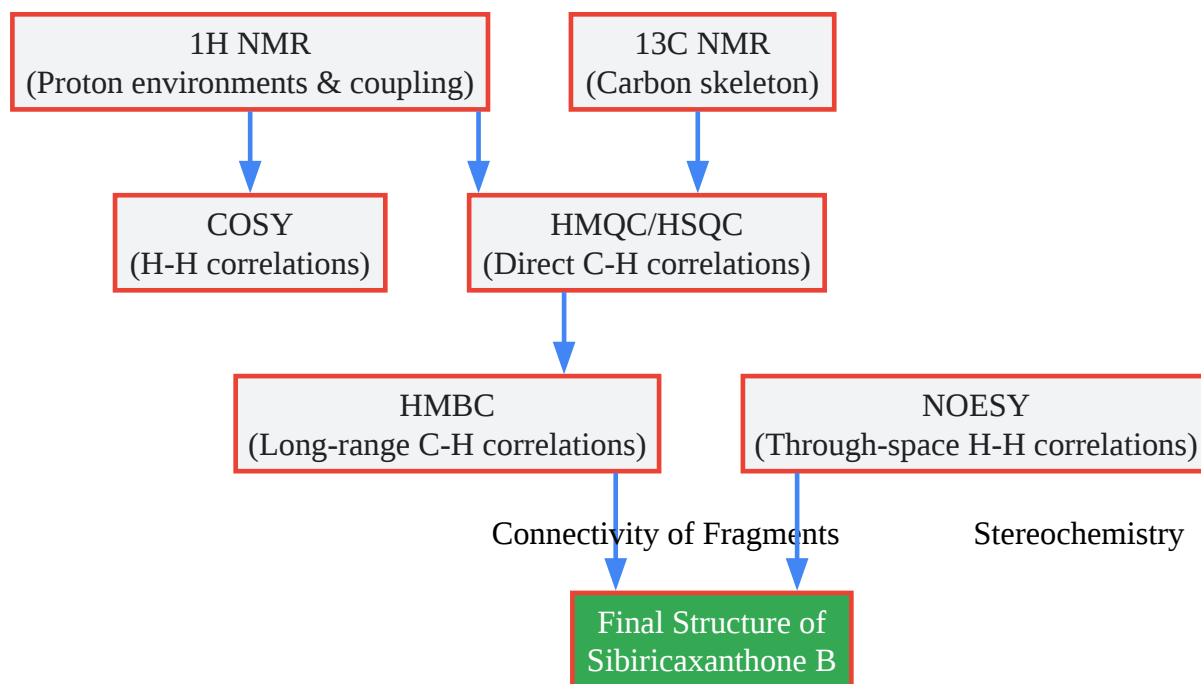 1H NMR
(Proton environments & coupling)
13C NMR
(Carbon skeleton)
COSY
(H-H correlations)
HMQC/HSQC
(Direct C-H correlations)
HMBC
(Long-range C-H correlations)
NOESY
(Through-space H-H correlations)
Connectivity of Fragments
Stereochemistry
Final Structure of
Sibiricaxanthone B